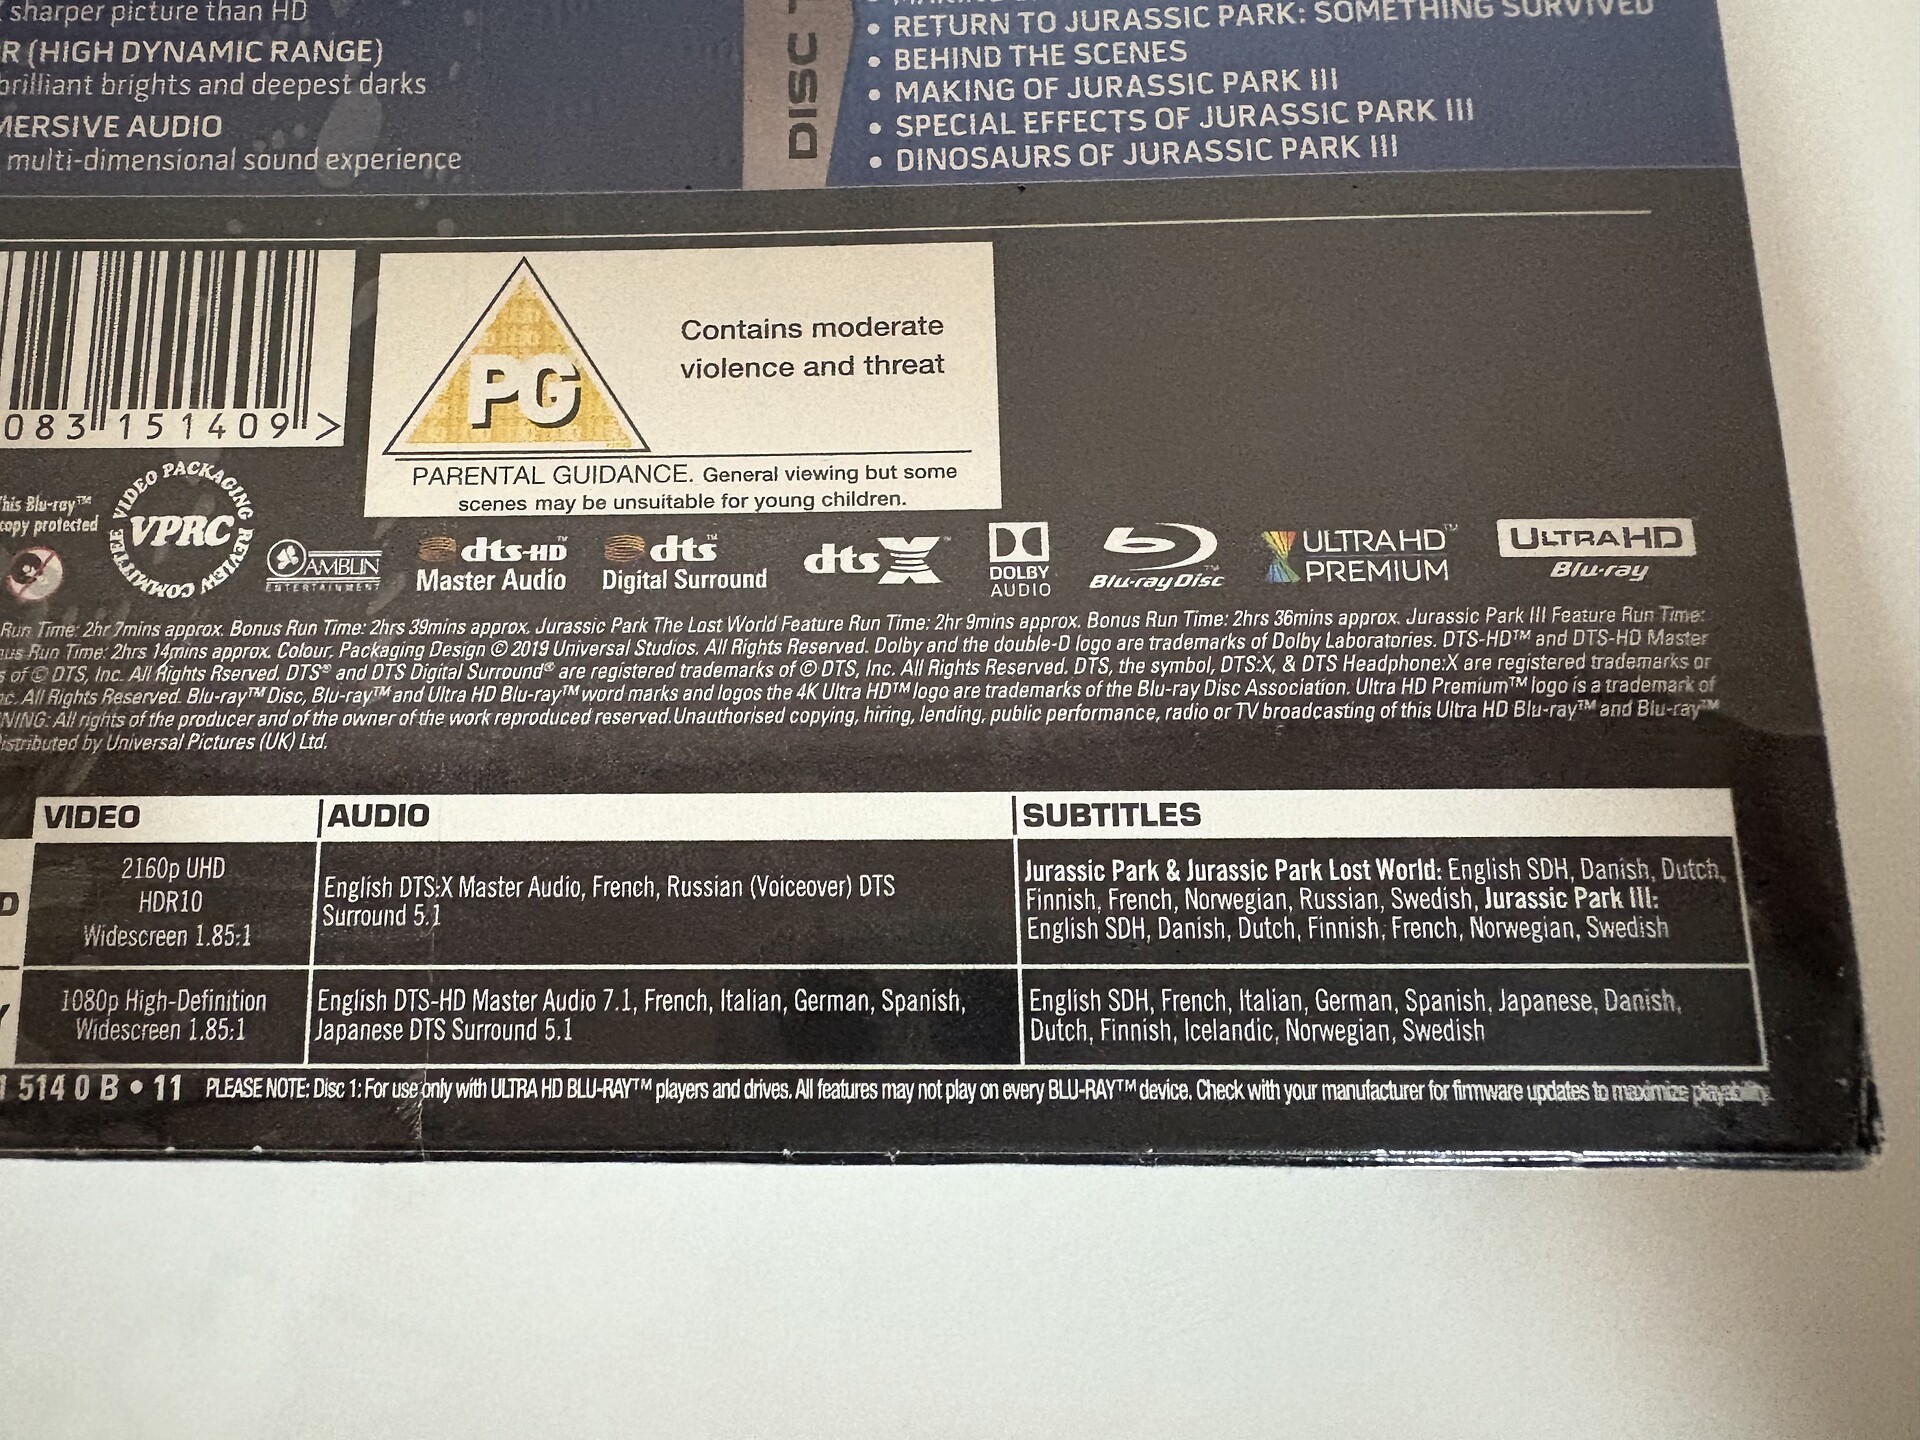 sharper picture than HD
R (HIGH DYNAMIC RANGE)
brilliant brights and deepest darks
MERSIVE AUDIO
multi-dimensional sound experience
DISC
• RETURN TO JURASSIC PARK: SOMETHING SURVIVED
• BEHIND THE SCENES
• MAKING OF JURASSIC PARK III
• SPECIAL EFFECTS OF JURASSIC PARK III
• DINOSAURS OF JURASSIC PARK III
083 151409 >
PG
Contains moderate
violence and threat
PARENTAL GUIDANCE. General viewing but some
scenes may be unsuitable for young children.
This Blu-ray™
copy protected
VIDEO PACKAGING REVIEW COMMITTEE
VPRC
AMBLIN
ENTERTAINMENT
dts-HD™
Master Audio
dts™
Digital Surround
dts X™
DOLBY
AUDIO
Blu-ray Disc™
ULTRA HD™
PREMIUM
ULTRA HD
Blu-ray
Run Time: 2hr 7mins approx. Bonus Run Time: 2hrs 39mins approx. Jurassic Park The Lost World Feature Run Time: 2hr 9mins approx. Bonus Run Time: 2hrs 36mins approx. Jurassic Park III Feature Run Time:
us Run Time: 2hrs 14mins approx. Colour. Packaging Design © 2019 Universal Studios. All Rights Reserved. Dolby and the double-D logo are trademarks of Dolby Laboratories. DTS-HD™ and DTS-HD Master
s of © DTS, Inc. All Rights Rserved. DTS® and DTS Digital Surround® are registered trademarks of © DTS, Inc. All Rights Reserved. DTS, the symbol, DTS:X, & DTS Headphone:X are registered trademarks or
nc. All Rights Reserved. Blu-ray™ Disc, Blu-ray™ and Ultra HD Blu-ray™ word marks and logos the 4K Ultra HD™ logo are trademarks of the Blu-ray Disc Association. Ultra HD Premium™ logo is a trademark of
NING: All rights of the producer and of the owner of the work reproduced reserved. Unauthorised copying, hiring, lending, public performance, radio or TV broadcasting of this Ultra HD Blu-ray™ and Blu-ray™
istributed by Universal Pictures (UK) Ltd.
VIDEO
AUDIO
SUBTITLES
D
2160p UHD
HDR10
Widescreen 1.85:1
English DTS:X Master Audio, French, Russian (Voiceover) DTS
Surround 5.1
Jurassic Park & Jurassic Park Lost World: English SDH, Danish, Dutch,
Finnish, French, Norwegian, Russian, Swedish, Jurassic Park III:
English SDH, Danish, Dutch, Finnish, French, Norwegian, Swedish
Y
1080p High-Definition
Widescreen 1.85:1
English DTS-HD Master Audio 7.1, French, Italian, German, Spanish,
Japanese DTS Surround 5.1
English SDH, French, Italian, German, Spanish, Japanese, Danish,
Dutch, Finnish, Icelandic, Norwegian, Swedish
1 514 0 B • 11 PLEASE NOTE: Disc 1: For use only with ULTRA HD BLU-RAY™ players and drives. All features may not play on every BLU-RAY™ device. Check with your manufacturer for firmware updates to maximize playability.